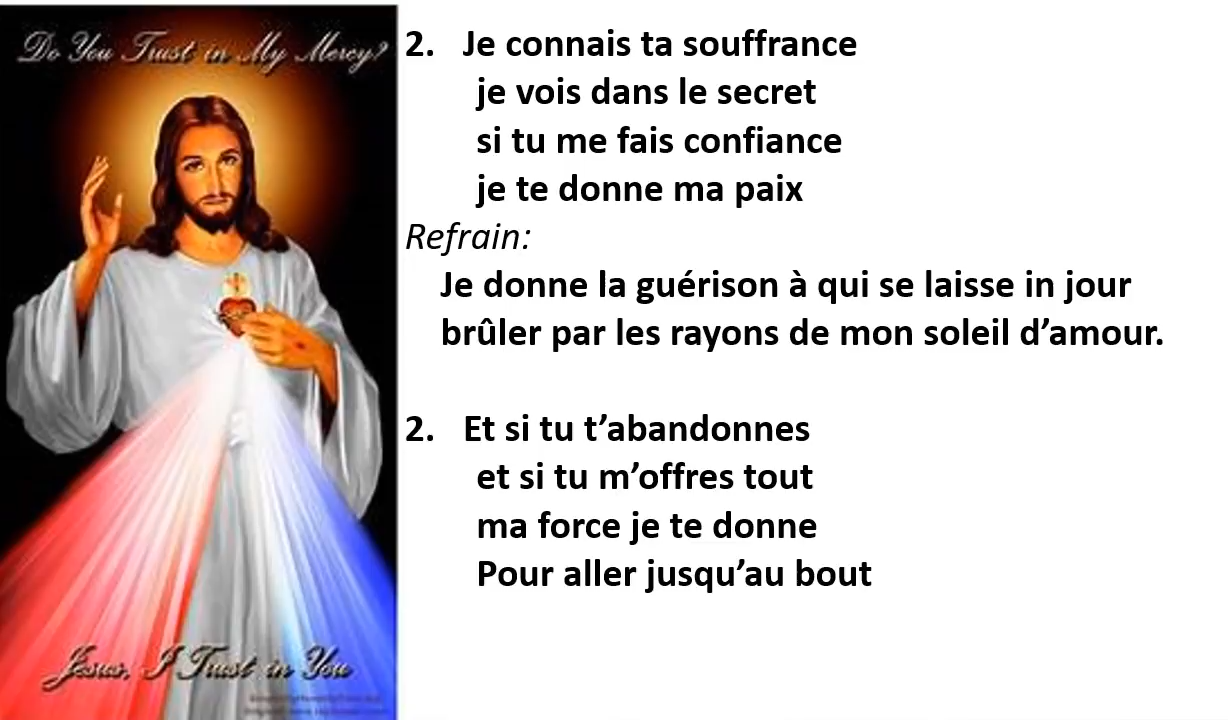 Do You Trust in My Mercy?
2. Je connais ta souffrance
je vois dans le secret
si tu me fais confiance
je te donne ma paix
Refrain:
Je donne la guérison à qui se laisse in jour
brûler par les rayons de mon soleil d’amour.
2. Et si tu t’abandonnes
et si tu m’offres tout
ma force je te donne
Pour aller jusqu’au bout
Jesus, I Trust in You